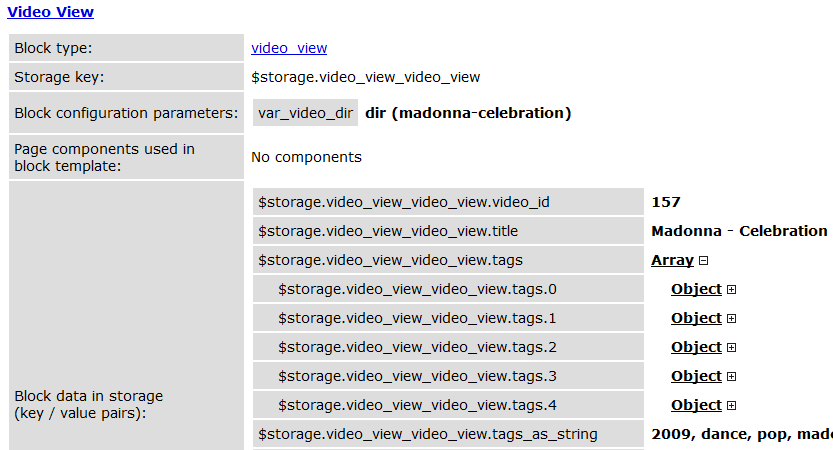 Video View
Block type: video_view
Storage key: $storage.video_view_video_view
Block configuration parameters: var_video_dir dir (madonna-celebration)
Page components used in
block template: No components
$storage.video_view_video_view.video_id 157
$storage.video_view_video_view.title Madonna - Celebration
$storage.video_view_video_view.tags Array
$storage.video_view_video_view.tags.0 Object
$storage.video_view_video_view.tags.1 Object
$storage.video_view_video_view.tags.2 Object
$storage.video_view_video_view.tags.3 Object
Block data in storage
(key / value pairs):
$storage.video_view_video_view.tags.4 Object
$storage.video_view_video_view.tags_as_string 2009, dance, pop,